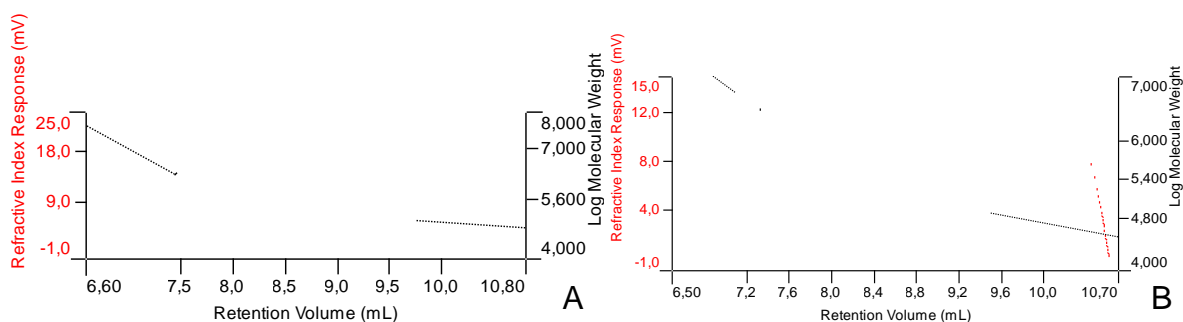 Refractive Index Response (mV)
25,0
18,0
9,0
-1,0
8,000
7,000
5,600
4,000
Log Molecular Weight
6,60 7,5 8,0 8,5 9,0 9,5 10,0 10,80
Retention Volume (mL)
A
Refractive Index Response (mV)
15,0
12,0
8,0
4,0
-1,0
7,000
6,000
5,400
4,800
4,000
Log Molecular Weight
6,50 7,2 7,6 8,0 8,4 8,8 9,2 9,6 10,0 10,70
Retention Volume (mL)
B